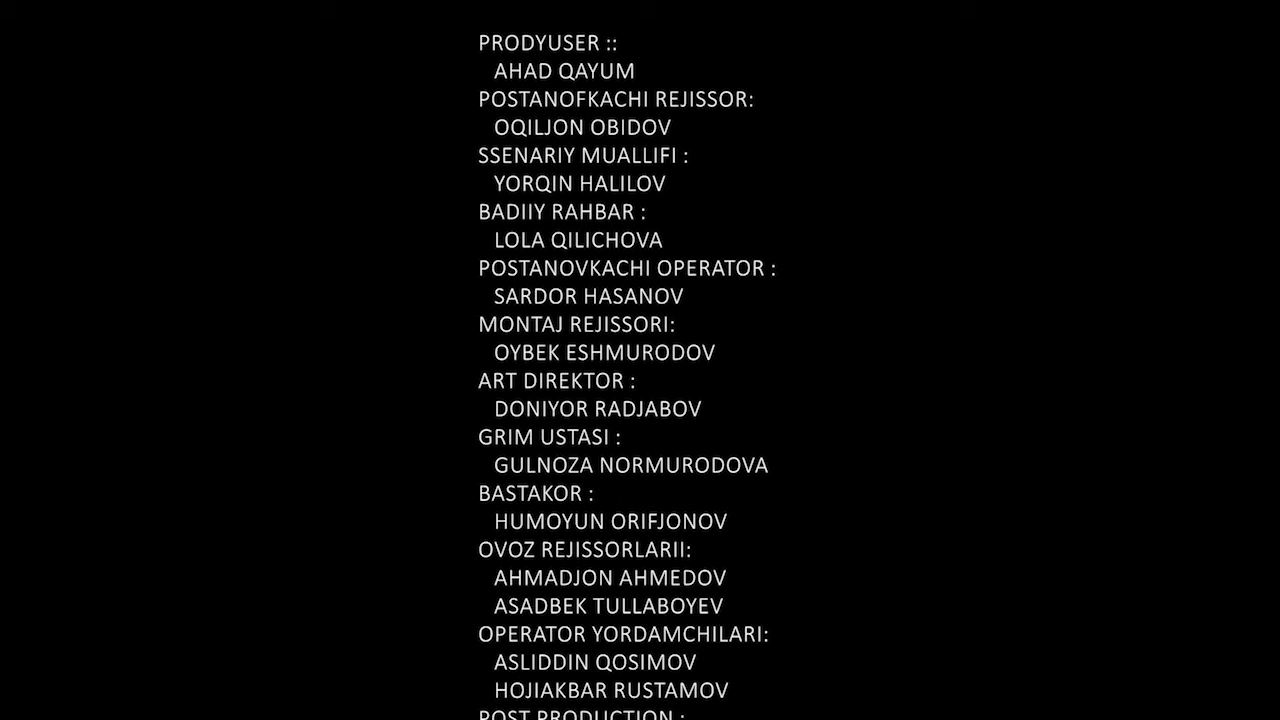 PRODYUSER ::
AHAD QAYUM
POSTANOFKACHI REJISSOR:
OQILJON OBIDOV
SSENARIY MUALLIFI :
YORQIN HALILOV
BADIIY RAHBAR :
LOLA QILICHOVA
POSTANOVKACHI OPERATOR :
SARDOR HASANOV
MONTAJ REJISSORI:
OYBEK ESHMURODOV
ART DIREKTOR :
DONIYOR RADJABOV
GRIM USTASI :
GULNOZA NORMURODOVA
BASTAKOR :
HUMOYUN ORIFJONOV
OVOZ REJISSORLARII:
AHMADJON AHMEDOV
ASADBEK TULLABOYEV
OPERATOR YORDAMCHILARI:
ASLIDDIN QOSIMOV
HOJIAKBAR RUSTAMOV
POST PRODUCTION :